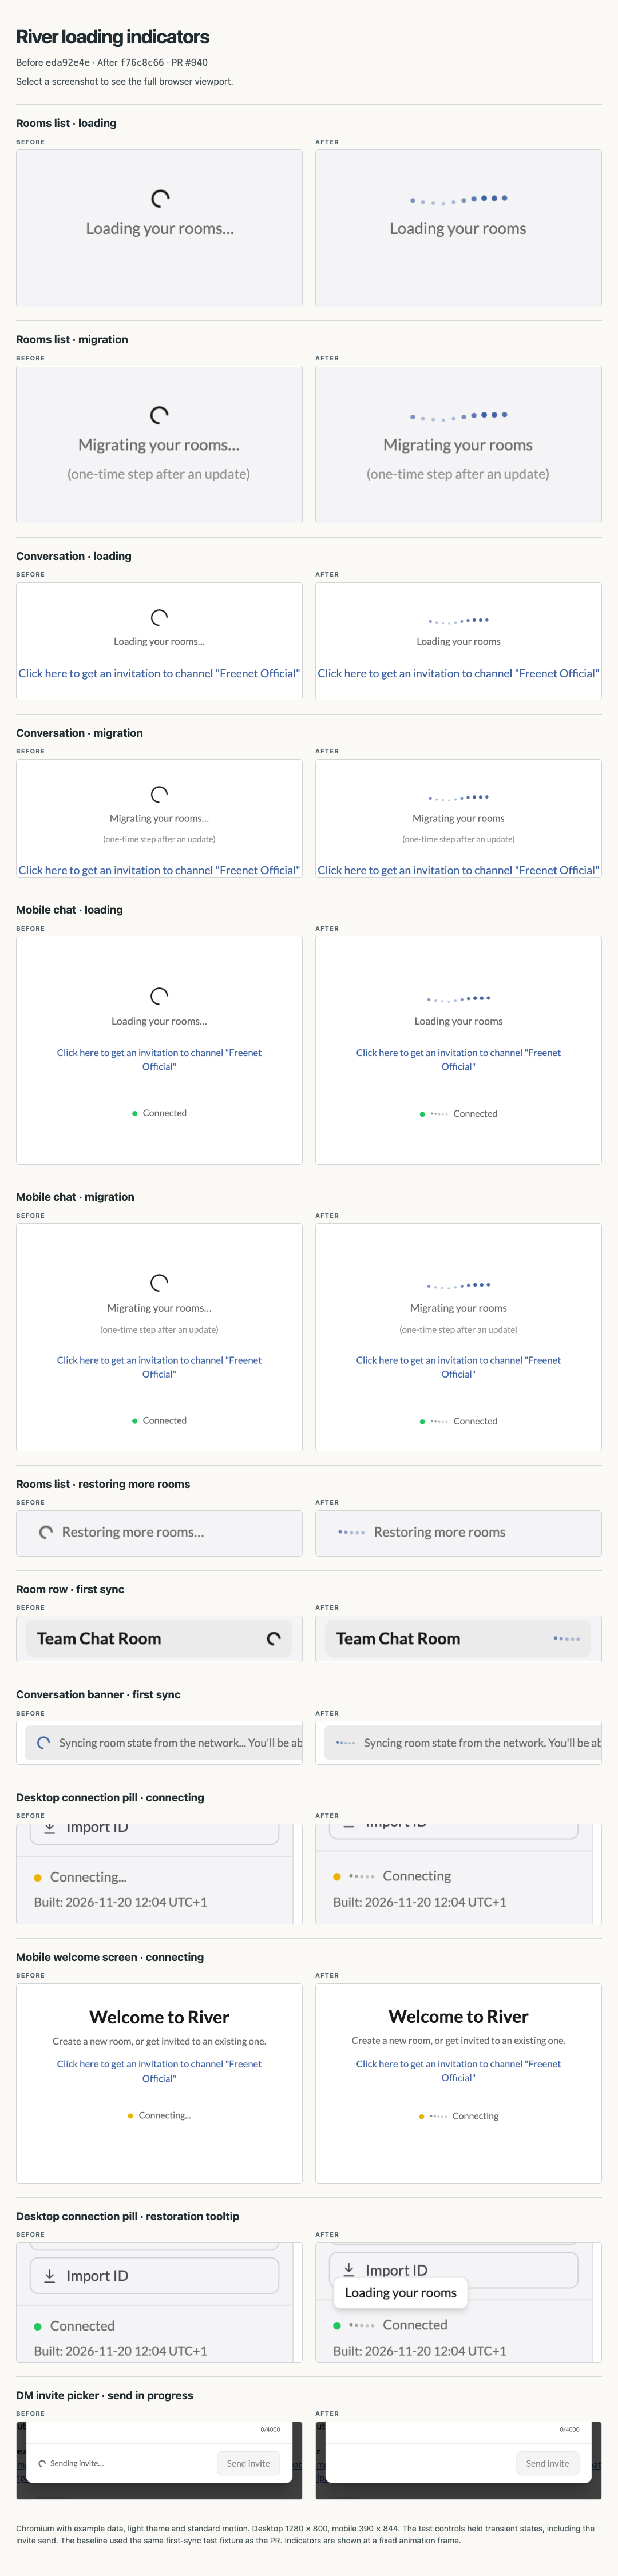 River loading indicators
Before eda92e4e · After f76c8c66 · PR #940
Select a screenshot to see the full browser viewport.
Rooms list · loading
BEFORE
AFTER
Loading your rooms...
Loading your rooms
Rooms list · migration
BEFORE
AFTER
Migrating your rooms...
(one-time step after an update)
Migrating your rooms
(one-time step after an update)
Conversation · loading
BEFORE
AFTER
Loading your rooms...
Click here to get an invitation to channel "Freenet Official"
Loading your rooms
Click here to get an invitation to channel "Freenet Official"
Conversation · migration
BEFORE
AFTER
Migrating your rooms...
(one-time step after an update)
Click here to get an invitation to channel "Freenet Official"
Migrating your rooms
(one-time step after an update)
Click here to get an invitation to channel "Freenet Official"
Mobile chat · loading
BEFORE
AFTER
Loading your rooms...
Click here to get an invitation to channel "Freenet
Official"
Connected
Loading your rooms
Click here to get an invitation to channel "Freenet
Official"
Connected
Mobile chat · migration
BEFORE
AFTER
Migrating your rooms...
(one-time step after an update)
Click here to get an invitation to channel "Freenet
Official"
Connected
Migrating your rooms
(one-time step after an update)
Click here to get an invitation to channel "Freenet
Official"
Connected
Rooms list · restoring more rooms
BEFORE
AFTER
Restoring more rooms...
Restoring more rooms
Room row · first sync
BEFORE
AFTER
Team Chat Room
Team Chat Room
Conversation banner · first sync
BEFORE
AFTER
Syncing room state from the network... You'll be ab
Syncing room state from the network. You'll be ab
Desktop connection pill · connecting
BEFORE
AFTER
Import ID
Connecting...
Built: 2026-11-20 12:04 UTC+1
Import ID
Connecting
Built: 2026-11-20 12:04 UTC+1
Mobile welcome screen · connecting
BEFORE
AFTER
Welcome to River
Create a new room, or get invited to an existing one.
Click here to get an invitation to channel "Freenet
Official"
Connecting...
Welcome to River
Create a new room, or get invited to an existing one.
Click here to get an invitation to channel "Freenet
Official"
Connecting
Desktop connection pill · restoration tooltip
BEFORE
AFTER
Import ID
Connected
Built: 2026-11-20 12:04 UTC+1
Import ID
Loading your rooms
Connected
Built: 2026-11-20 12:04 UTC+1
DM invite picker · send in progress
BEFORE
AFTER
0/4000
Sending invite...
Send invite
0/4000
Send invite
Chromium with example data, light theme and standard motion. Desktop 1280 × 800, mobile 390 × 844. The test controls held transient states, including the
invite send. The baseline used the same first-sync test fixture as the PR. Indicators are shown at a fixed animation frame.